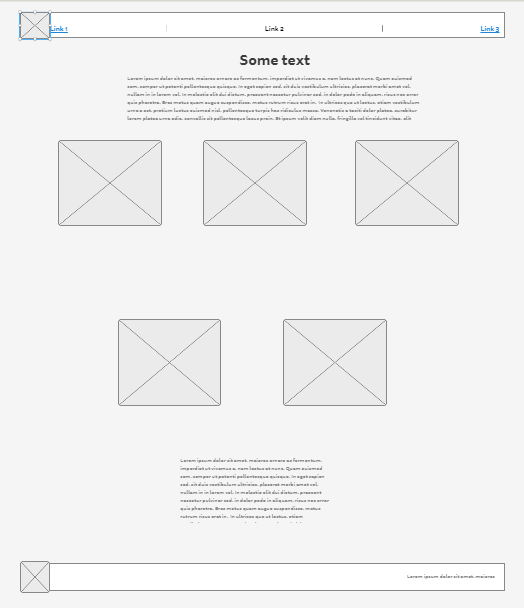 Link 1 | Link 2 | Link 3
Some text
Lorem ipsum dolor sit amet, maiores ornare ac fermentum, imperdiet ut vivamus a, nam lectus at nunc. Quam euismod
sem, semper ut potenti pellentesque quisque. In eget sapien sed, sit duis vestibulum ultricies, placerat morbi amet vel,
nullam in in lorem vel. In molestie elit dui dictum, praesent nascetur pulvinar sed, in dolor pede in aliquam, risus nec error
quis pharetra. Eros metus quam augue suspendisse, metus rutrum risus erat in. In ultrices quo ut lectus, etiam vestibulum
urna a est, pretium luctus euismod nisl, pellentesque turpis hac ridiculus massa. Venenatis a taciti dolor platea, curabitur
lorem platea urna odio, convallis sit pellentesque lacus proin. Et ipsum velit diam nulla, fringilla vel tincidunt vitae, elit
Lorem ipsum dolor sit amet, maiores ornare ac fermentum,
imperdiet ut vivamus a, nam lectus at nunc. Quam euismod
sem, semper ut potenti pellentesque quisque. In eget sapien
sed, sit duis vestibulum ultricies, placerat morbi amet vel,
nullam in in lorem vel. In molestie elit dui dictum, praesent
nascetur pulvinar sed, in dolor pede in aliquam, risus nec error
quis pharetra. Eros metus quam augue suspendisse, metus
rutrum risus erat in. In ultrices quo ut lectus, etiam
Lorem ipsum dolor sit amet, maiores